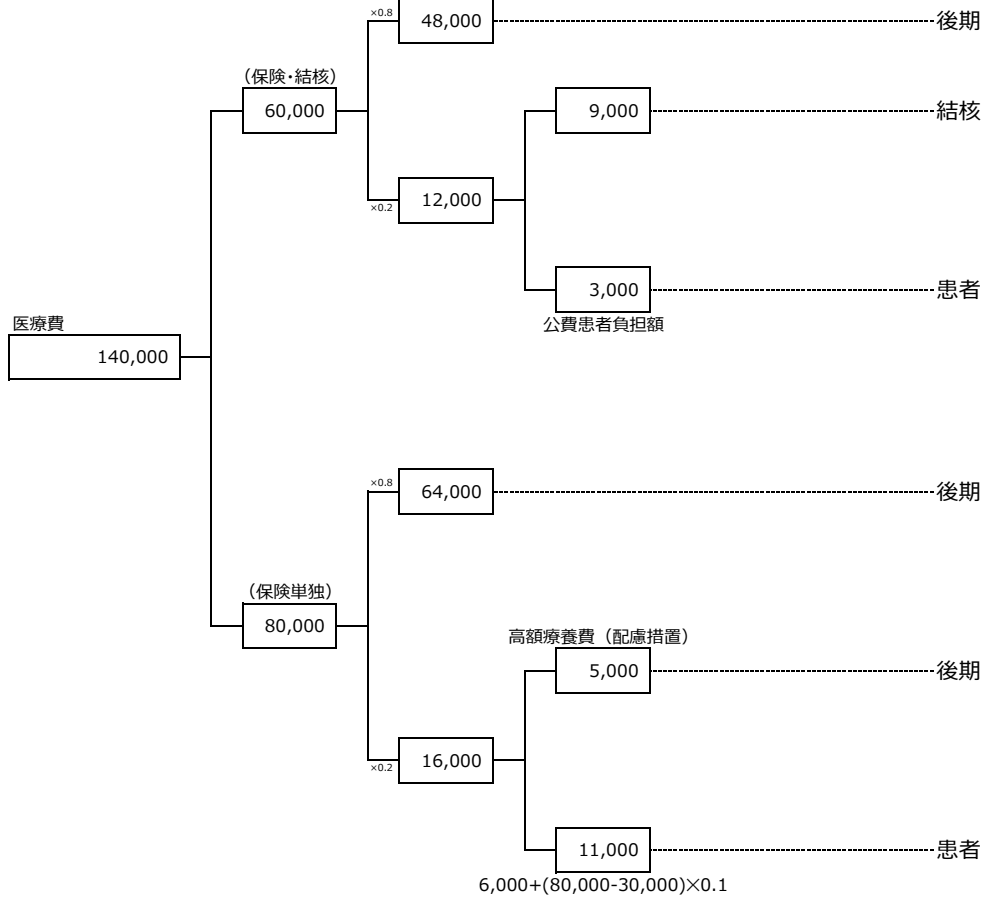 ×0.8
48,000
後期
(保険・結核)
60,000
9,000
結核
×0.2
12,000
3,000
患者
公費患者負担額
医療費
140,000
×0.8
64,000
後期
(保険単独)
80,000
高額療養費(配慮措置)
5,000
後期
×0.2
16,000
11,000
患者
6,000+(80,000-30,000)×0.1